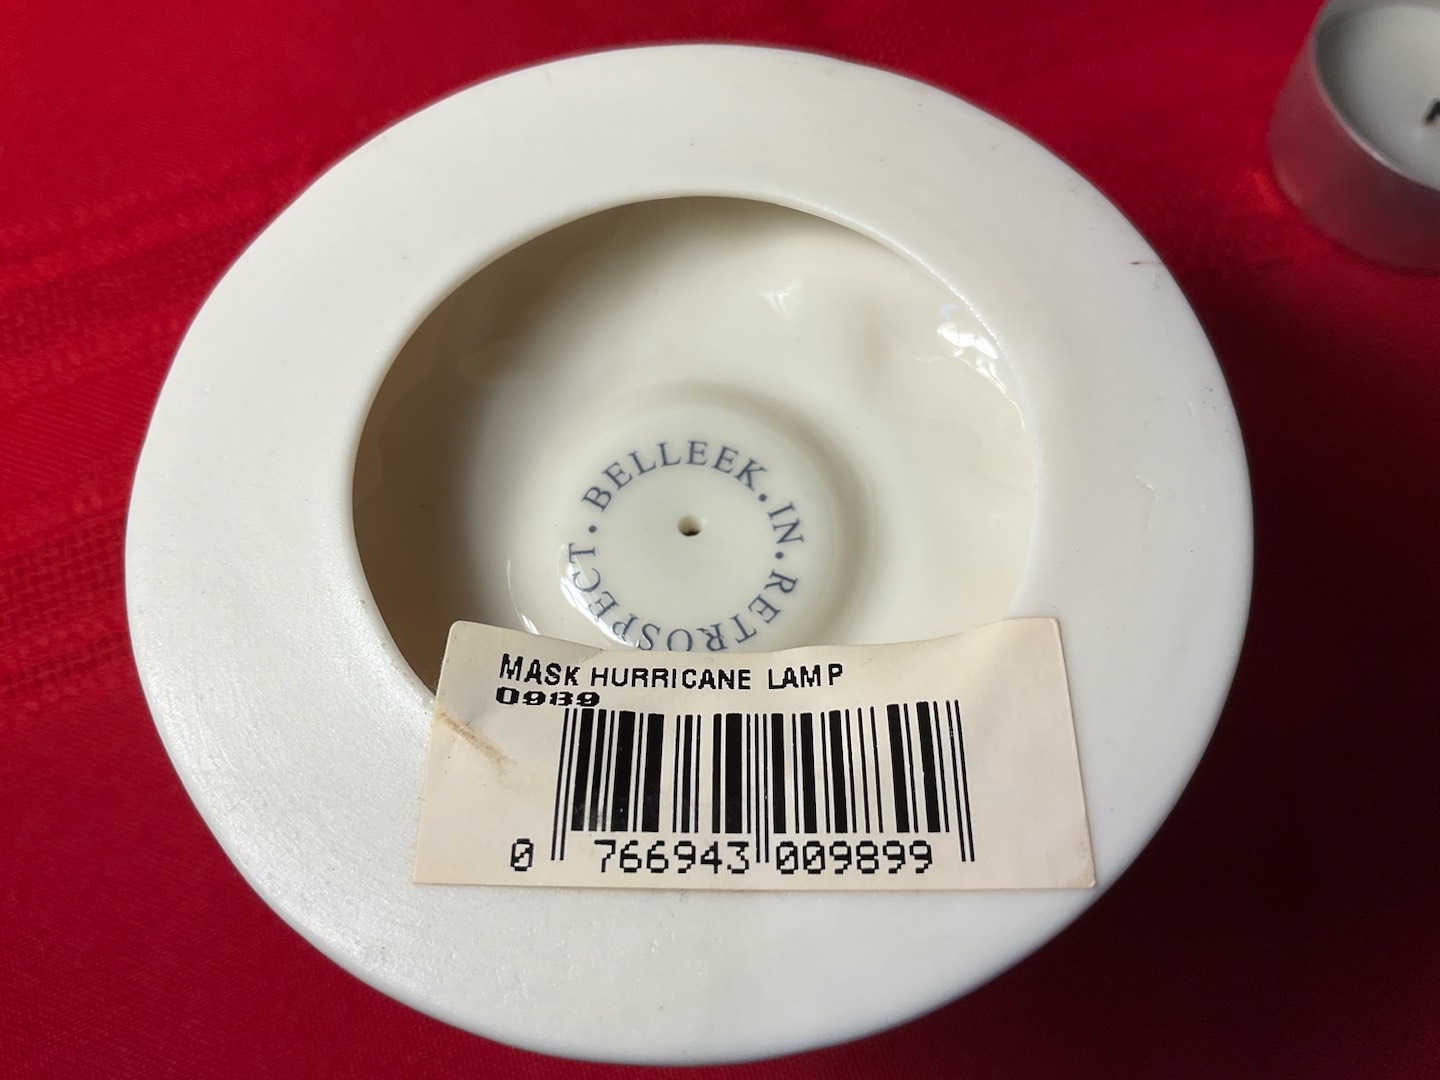 BELLEEK. IN. RETROSPECT.
MASK HURRICANE LAMP
0989
0 766943 009899